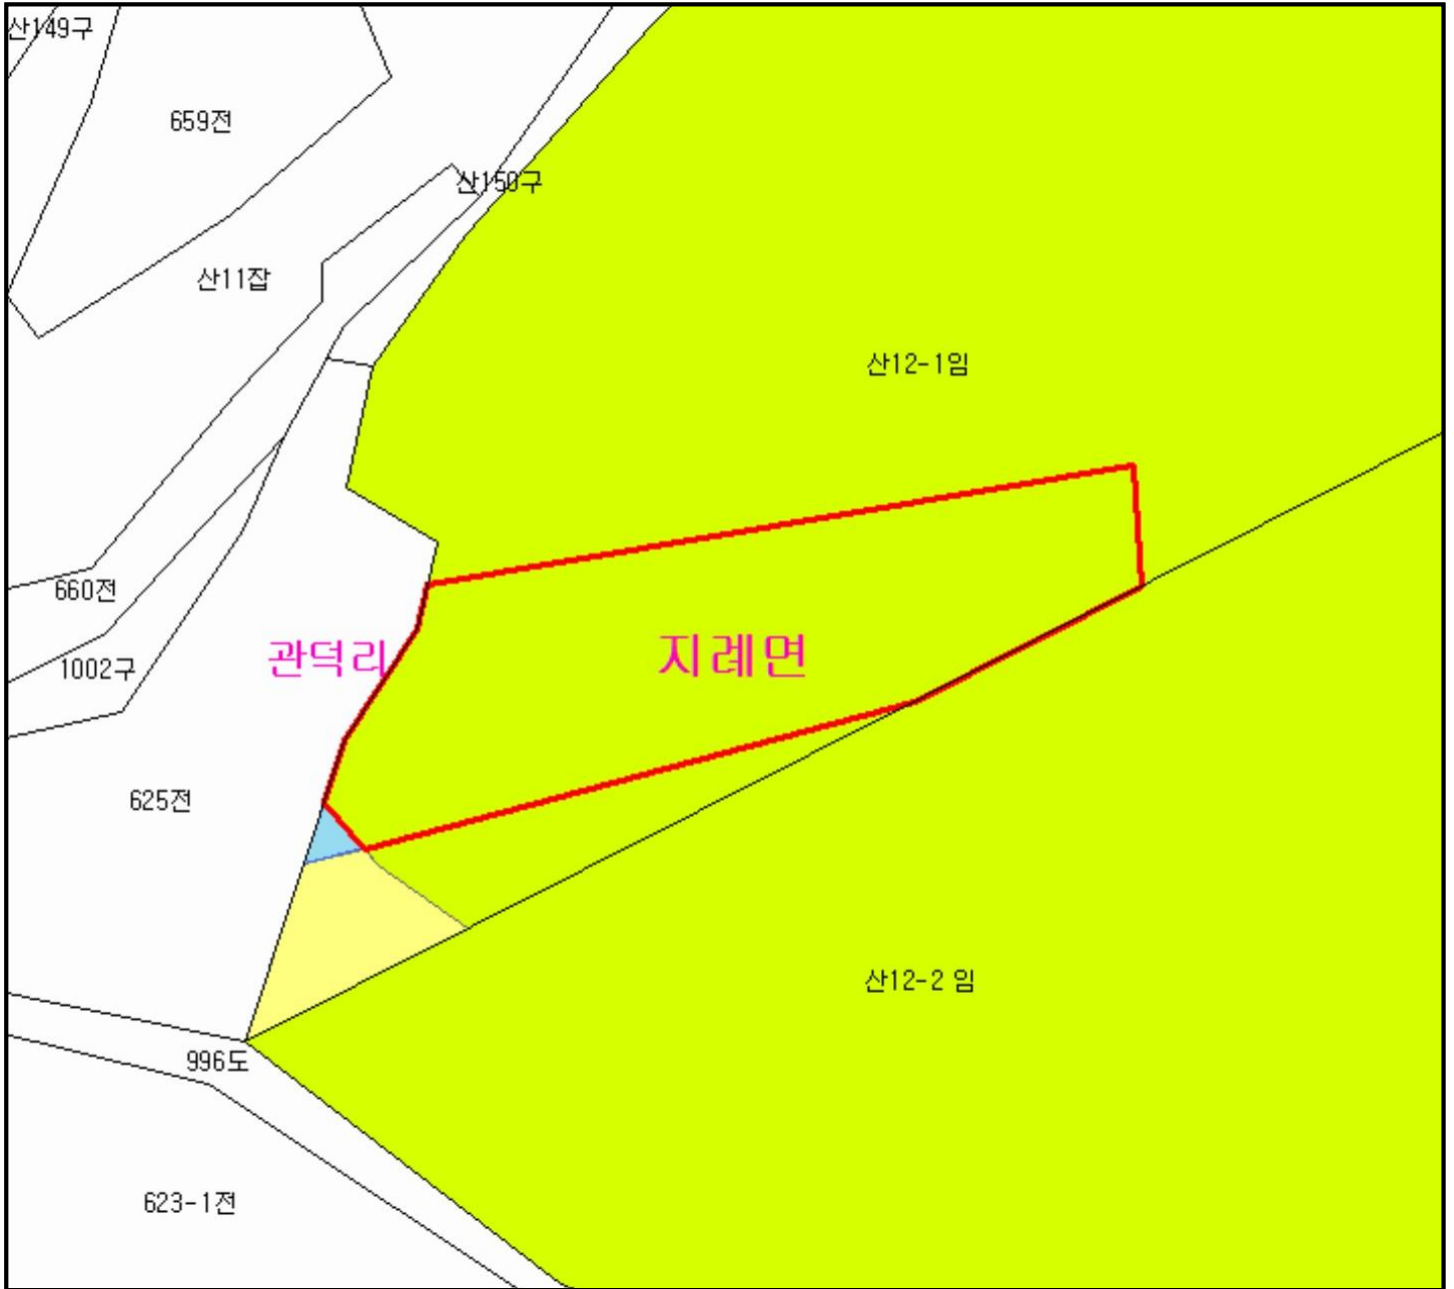 산149구
659전
산150구
산11잡
산12-1임
660전
관덕리
지례면
1002구
625전
산12-2 임
996도
623-1전